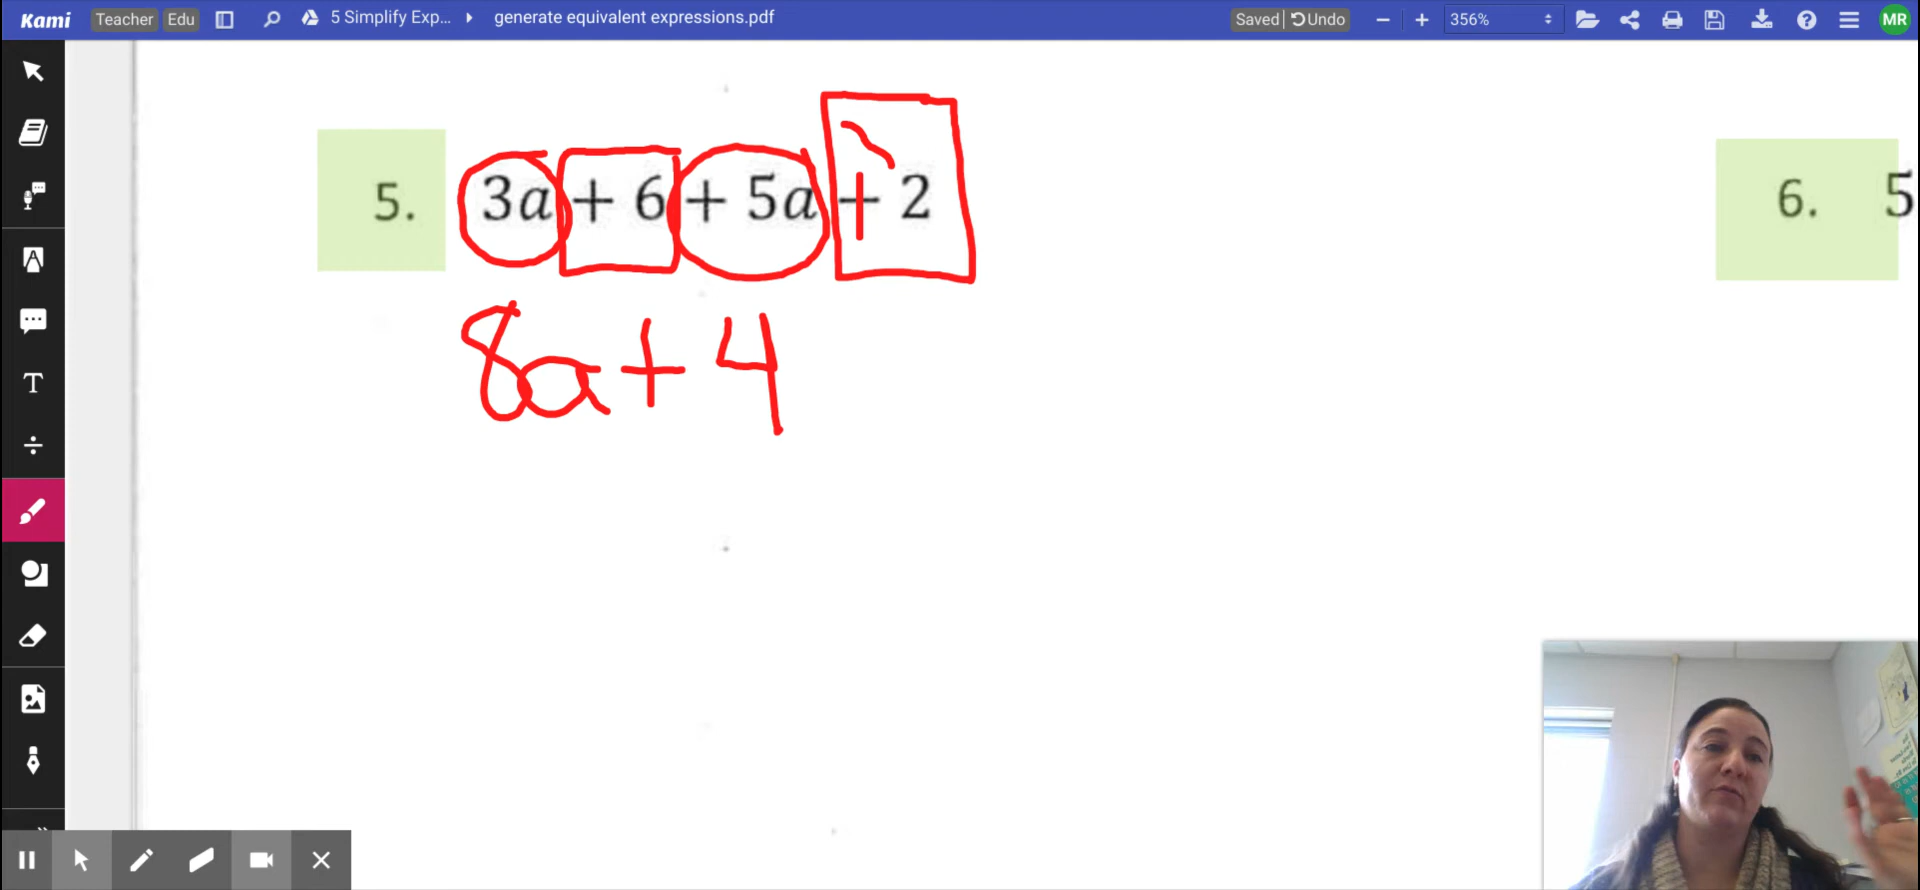 Kami Teacher Edu 5 Simplify Exp... generate equivalent expressions.pdf Saved Undo 356% MR
5. 3a + 6 + 5a + 2
6. 5
8a + 4